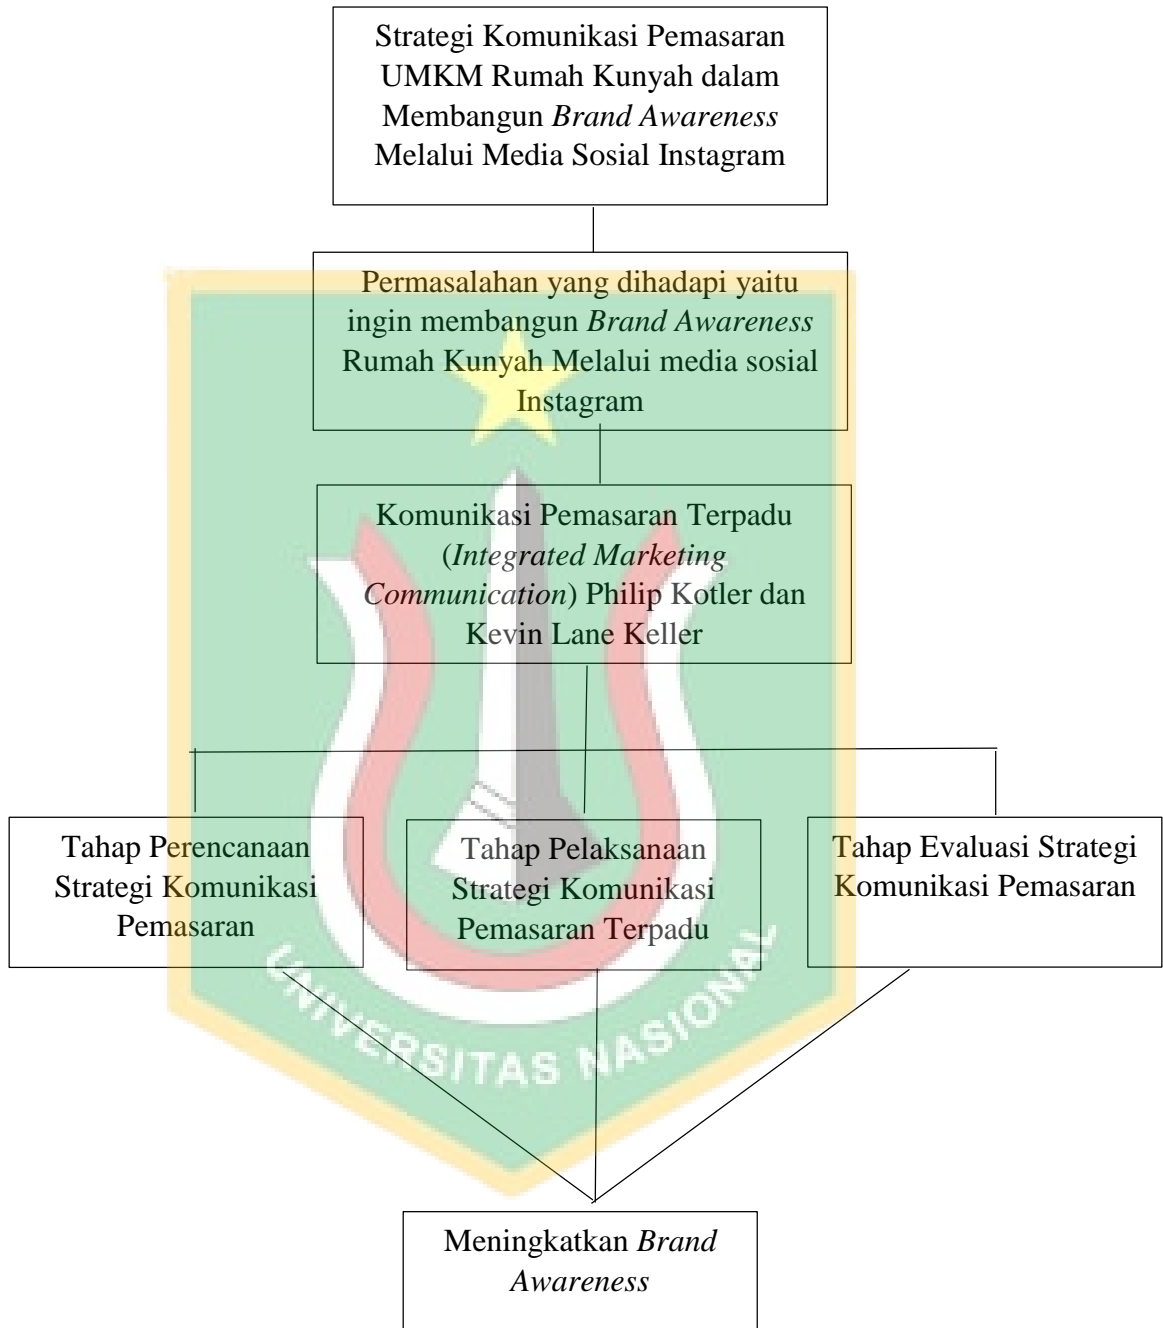 Strategi Komunikasi Pemasaran
UMKM Rumah Kunyah dalam
Membangun Brand Awareness
Melalui Media Sosial Instagram
Permasalahan yang dihadapi yaitu
ingin membangun Brand Awareness
Rumah Kunyah Melalui media sosial
Instagram
Komunikasi Pemasaran Terpadu
(Integrated Marketing
Communication) Philip Kotler dan
Kevin Lane Keller
Tahap Perencanaan
Strategi Komunikasi
Pemasaran
Tahap Pelaksanaan
Strategi Komunikasi
Pemasaran Terpadu
Tahap Evaluasi Strategi
Komunikasi Pemasaran
UNIVERSITAS NASIONAL
Meningkatkan Brand
Awareness